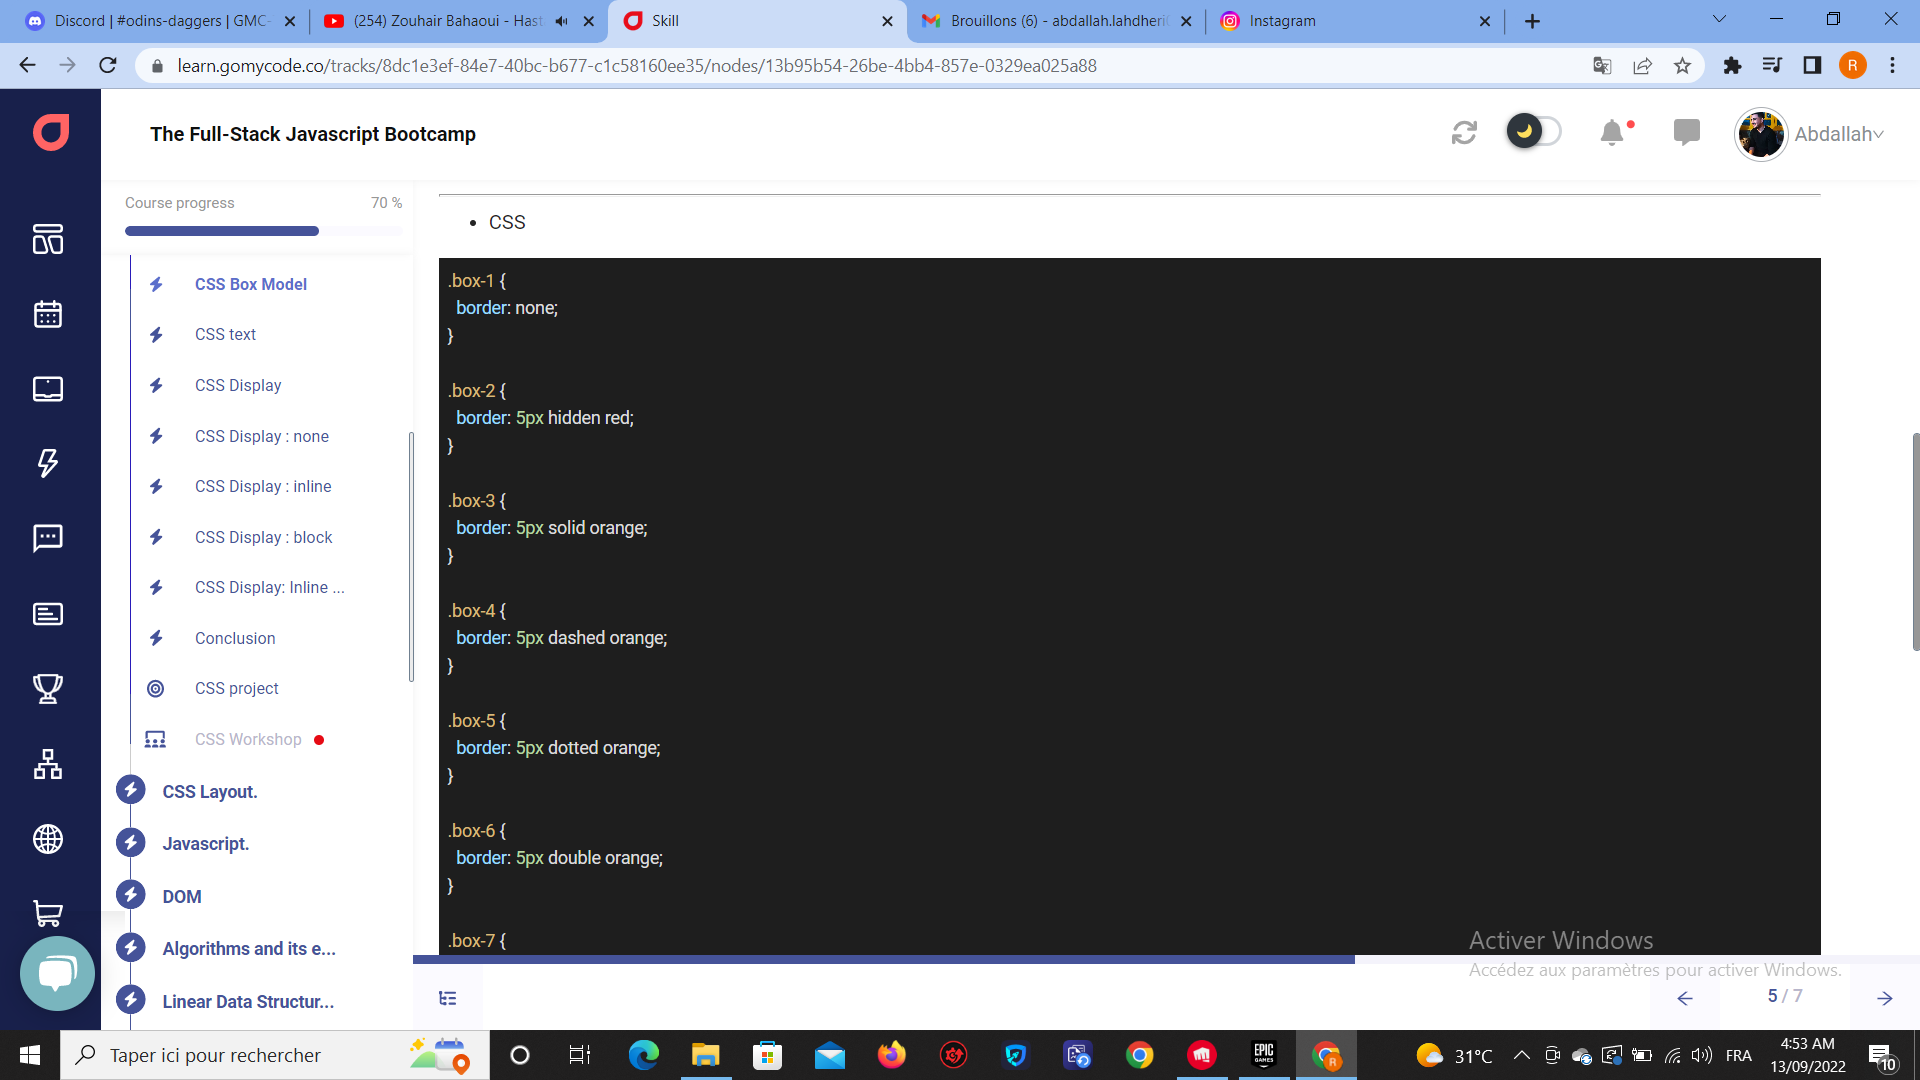 Discord | #odins-daggers | GMC-
(254) Zouhair Bahaoui - Hast
Skill
Brouillons (6) - abdallah.lahdheri
Instagram
learn.gomycode.co/tracks/8dc1e3ef-84e7-40bc-b677-c1c58160ee35/nodes/13b95b54-26be-4bb4-857e-0329ea025a88
R
The Full-Stack Javascript Bootcamp
Abdallah
Course progress
70 %
CSS Box Model
CSS text
CSS Display
CSS Display : none
CSS Display : inline
CSS Display : block
CSS Display: Inline ...
Conclusion
CSS project
CSS Workshop
CSS Layout.
Javascript.
DOM
Algorithms and its e...
Linear Data Structur...
• CSS
.box-1 {
border: none;
}
.box-2 {
border: 5px hidden red;
}
.box-3 {
border: 5px solid orange;
}
.box-4 {
border: 5px dashed orange;
}
.box-5 {
border: 5px dotted orange;
}
.box-6 {
border: 5px double orange;
}
.box-7 {
Activer Windows
Accédez aux paramètres pour activer Windows.
5 / 7
Taper ici pour rechercher
EPIC
GAMES
R
31°C
FRA
4:53 AM
13/09/2022
10